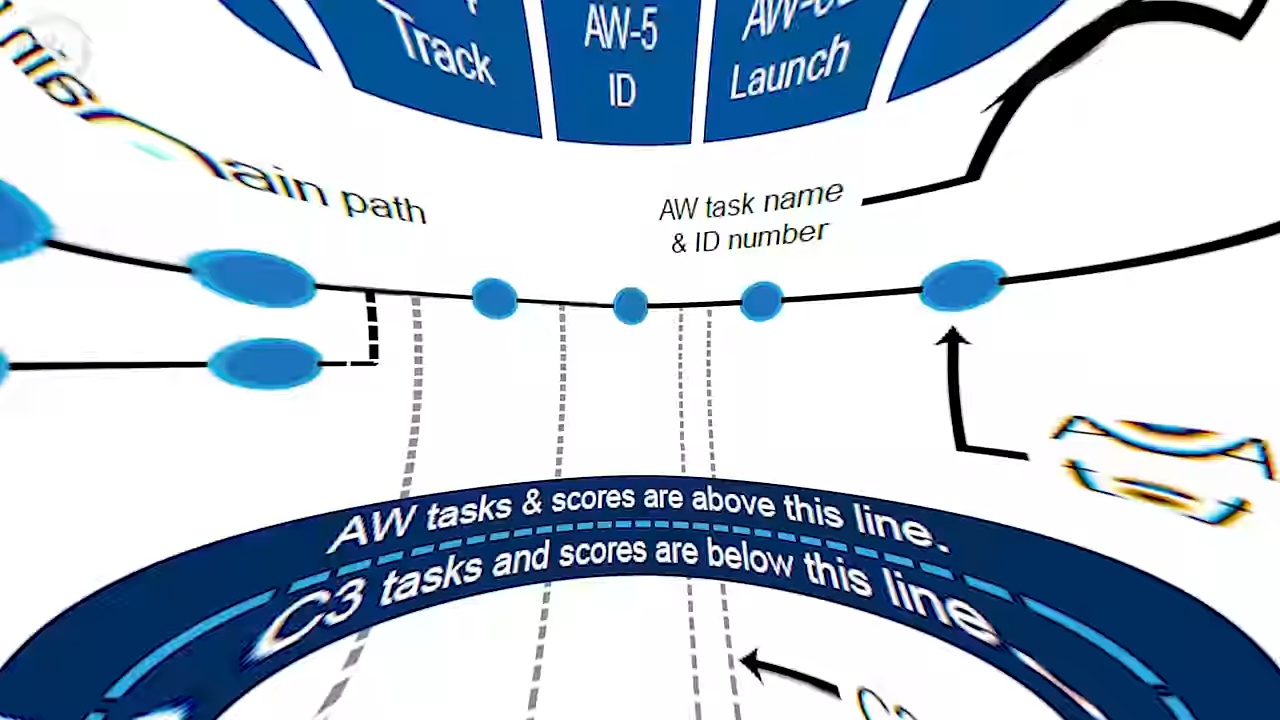 Track
AW-5
ID
Launch
ain path
AW task name
& ID number
AW tasks & scores are above this line.
C3 tasks and scores are below this line